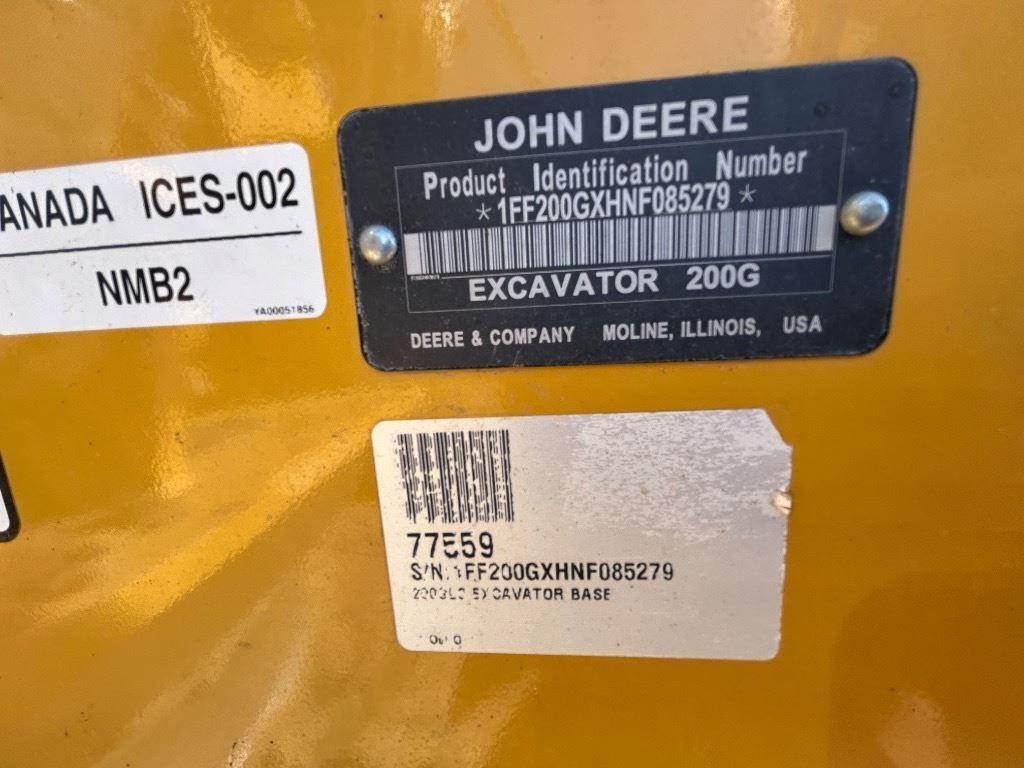 ANADA ICES-002
NMB2
YA00051856
JOHN DEERE
Product Identification Number
*1FF200GXHNF085279*
EXCAVATOR 200G
DEERE & COMPANY MOLINE, ILLINOIS, USA
77559
S/N:1FF200GXHNF085279
EXCAVATOR BASE